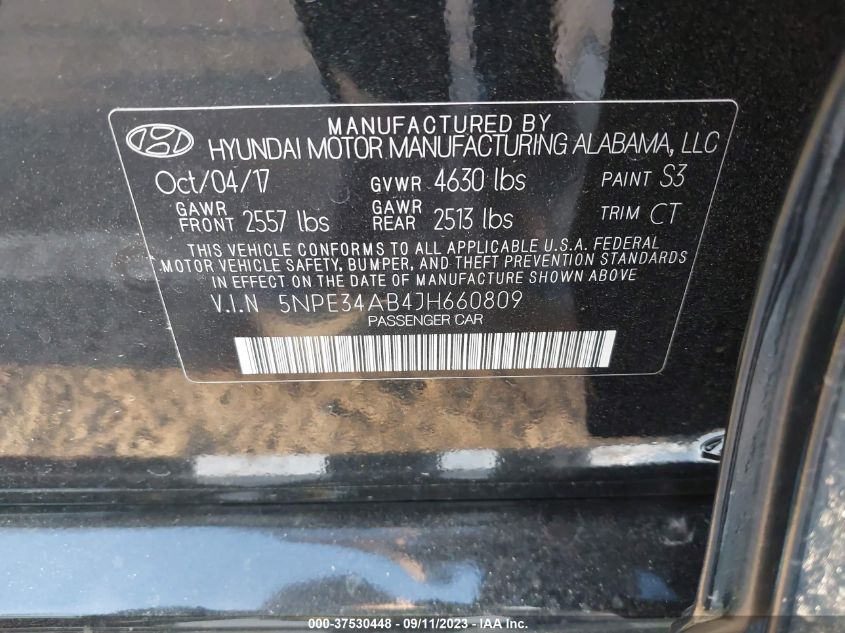 MANUFACTURED BY
HYUNDAI MOTOR MANUFACTURING ALABAMA, LLC
Oct/04/17 GVWR 4630 lbs PAINT S3
GAWR FRONT 2557 lbs GAWR REAR 2513 lbs TRIM CT
THIS VEHICLE CONFORMS TO ALL APPLICABLE U.S.A. FEDERAL
MOTOR VEHICLE SAFETY, BUMPER, AND THEFT PREVENTION STANDARDS
IN EFFECT ON THE DATE OF MANUFACTURE SHOWN ABOVE
V.I.N 5NPE34AB4JH660809
PASSENGER CAR
000-37530448 - 09/11/2023 - IAA Inc.